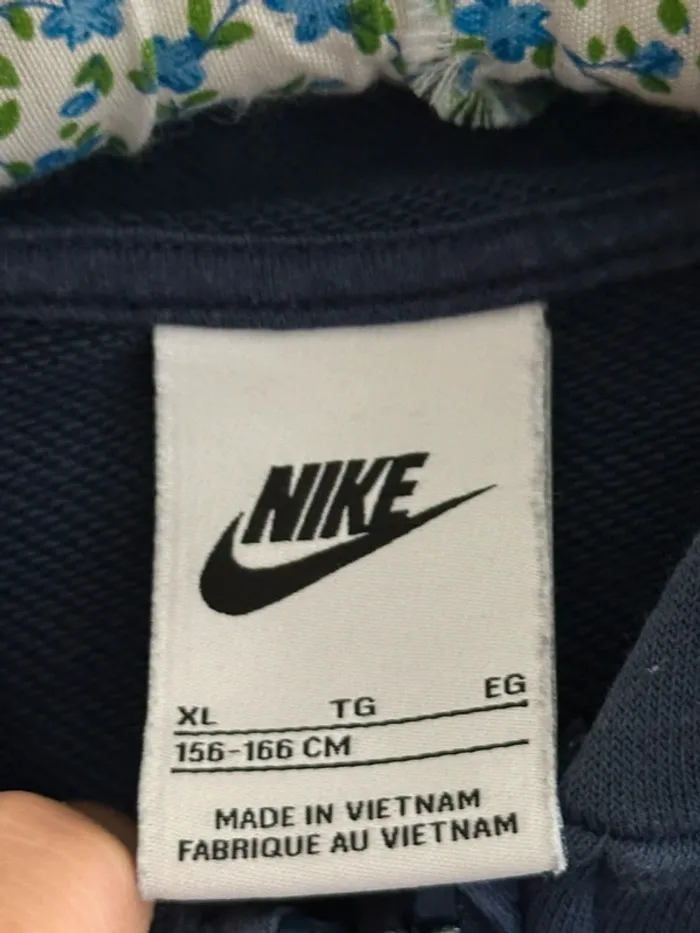 NIKE
XL TG EG
156-166 CM
MADE IN VIETNAM
FABRIQUE AU VIETNAM